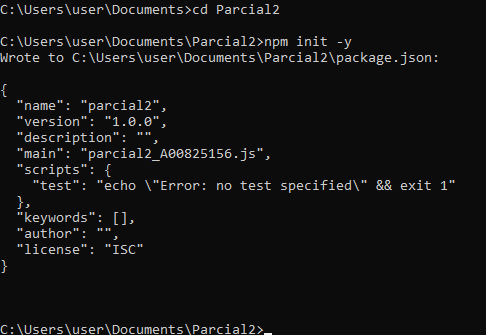 C:\Users\user\Documents>cd Parcial2
C:\Users\user\Documents\Parcial2>npm init -y
Wrote to C:\Users\user\Documents\Parcial2\package.json:
{
  "name": "parcial2",
  "version": "1.0.0",
  "description": "",
  "main": "parcial2_A00825156.js",
  "scripts": {
    "test": "echo \"Error: no test specified\" && exit 1"
  },
  "keywords": [],
  "author": "",
  "license": "ISC"
}
C:\Users\user\Documents\Parcial2>